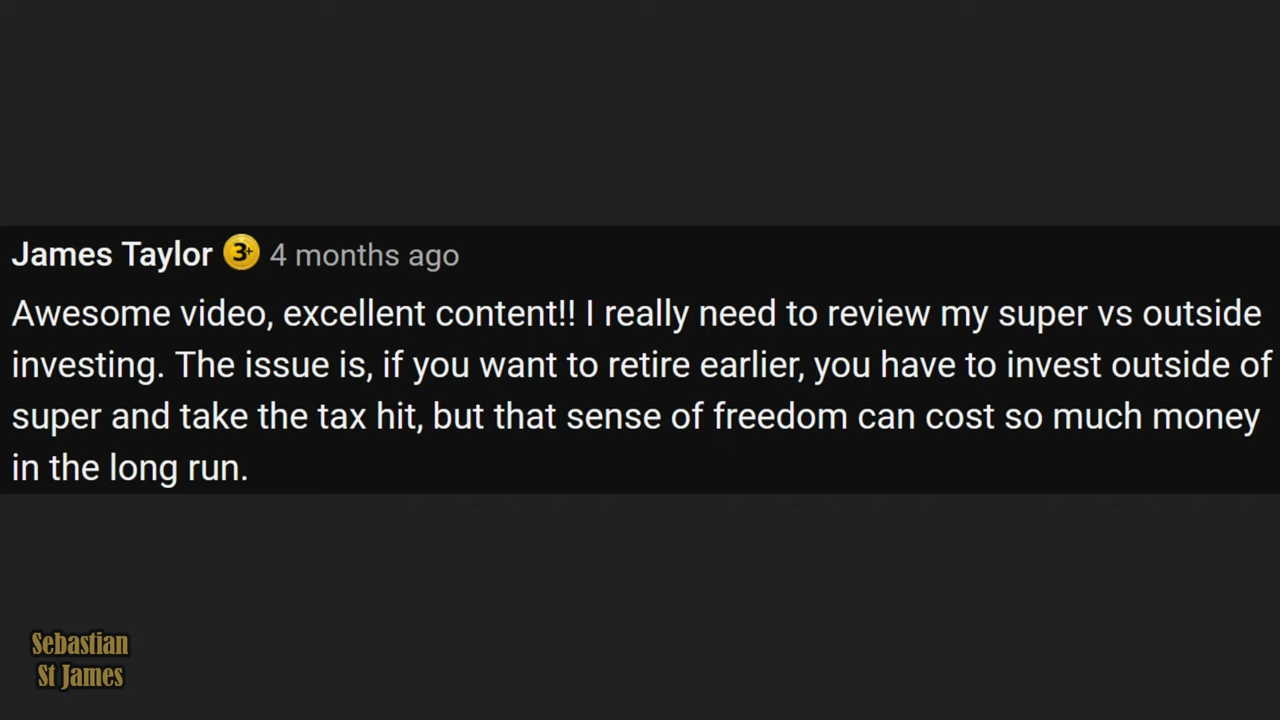 James Taylor 3+ 4 months ago
Awesome video, excellent content!! I really need to review my super vs outside
investing. The issue is, if you want to retire earlier, you have to invest outside of
super and take the tax hit, but that sense of freedom can cost so much money
in the long run.
Sebastian
St James